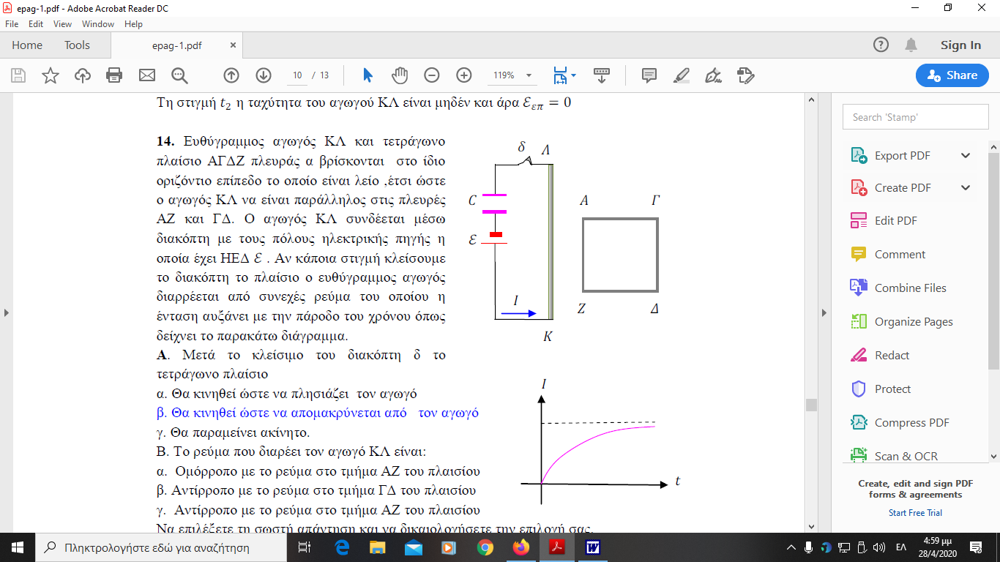 epag-1.pdf - Adobe Acrobat Reader DC
File Edit View Window Help
Home Tools epag-1.pdf × Sign In
10 / 13 119% Share
Τη στιγμή t₂ η ταχύτητα του αγωγού ΚΛ είναι μηδέν και άρα ℰεπ = 0
14. Ευθύγραμμος αγωγός ΚΛ και τετράγωνο
πλαίσιο ΑΓΔΖ πλευράς α βρίσκονται στο ίδιο
οριζόντιο επίπεδο το οποίο είναι λείο ,έτσι ώστε
ο αγωγός ΚΛ να είναι παράλληλος στις πλευρές
ΑΖ και ΓΔ. Ο αγωγός ΚΛ συνδέεται μέσω
διακόπτη με τους πόλους ηλεκτρικής πηγής η
οποία έχει ΗΕΔ ℰ . Αν κάποια στιγμή κλείσουμε
το διακόπτη το πλαίσιο ο ευθύγραμμος αγωγός
διαρρέεται από συνεχές ρεύμα του οποίου η
ένταση αυξάνει με την πάροδο του χρόνου όπως
δείχνει το παρακάτω διάγραμμα.
Α. Μετά το κλείσιμο του διακόπτη δ το
τετράγωνο πλαίσιο
α. Θα κινηθεί ώστε να πλησιάζει τον αγωγό
β. Θα κινηθεί ώστε να απομακρύνεται από τον αγωγό
γ. Θα παραμείνει ακίνητο.
Β. Το ρεύμα που διαρέει τον αγωγό ΚΛ είναι:
α. Ομόρροπο με το ρεύμα στο τμήμα ΑΖ του πλαισίου
β. Αντίρροπο με το ρεύμα στο τμήμα ΓΔ του πλαισίου
γ. Αντίρροπο με το ρεύμα στο τμήμα ΑΖ του πλαισίου
Να επιλέξετε τη σωστή απάντηση και να δικαιολογήσετε την επιλογή σας.
δ Λ
C
ℰ
I
K
Α Γ
Ζ Δ
I
t
Search 'Stamp'
Export PDF
Create PDF
Edit PDF
Comment
Combine Files
Organize Pages
Redact
Protect
Compress PDF
Scan & OCR
Create, edit and sign PDF
forms & agreements
Start Free Trial
Πληκτρολογήστε εδώ για αναζήτηση
ΕΛ
4:59 μμ
28/4/2020